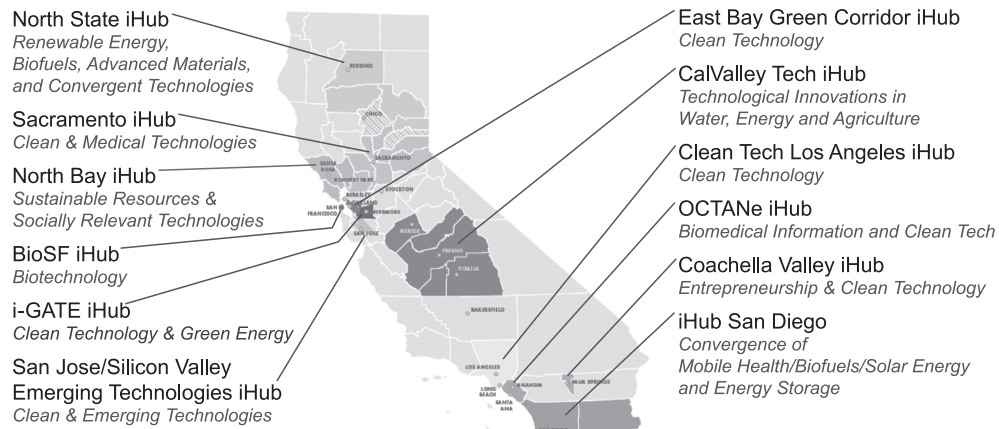 North State iHub
Renewable Energy,
Biofuels, Advanced Materials,
and Convergent Technologies
Sacramento iHub
Clean & Medical Technologies
North Bay iHub
Sustainable Resources &
Socially Relevant Technologies
BioSF iHub
Biotechnology
i-GATE iHub
Clean Technology & Green Energy
San Jose/Silicon Valley
Emerging Technologies iHub
Clean & Emerging Technologies
REDDING
CHICO
SACRAMENTO
SANTA
ROSA
ROHNERT PARK
BERKELEY
OAKLAND
STOCKTON
SAN
FRANCISCO
LIVERMORE
SAN JOSE
MERCED
FRESNO
VISALIA
BAKERSFIELD
LOS ANGELES
LONG
BEACH
ANAHEIM
SANTA
ANA
PALM SPRINGS
East Bay Green Corridor iHub
Clean Technology
CalValley Tech iHub
Technological Innovations in
Water, Energy and Agriculture
Clean Tech Los Angeles iHub
Clean Technology
OCTANe iHub
Biomedical Information and Clean Tech
Coachella Valley iHub
Entrepreneurship & Clean Technology
iHub San Diego
Convergence of
Mobile Health/Biofuels/Solar Energy
and Energy Storage